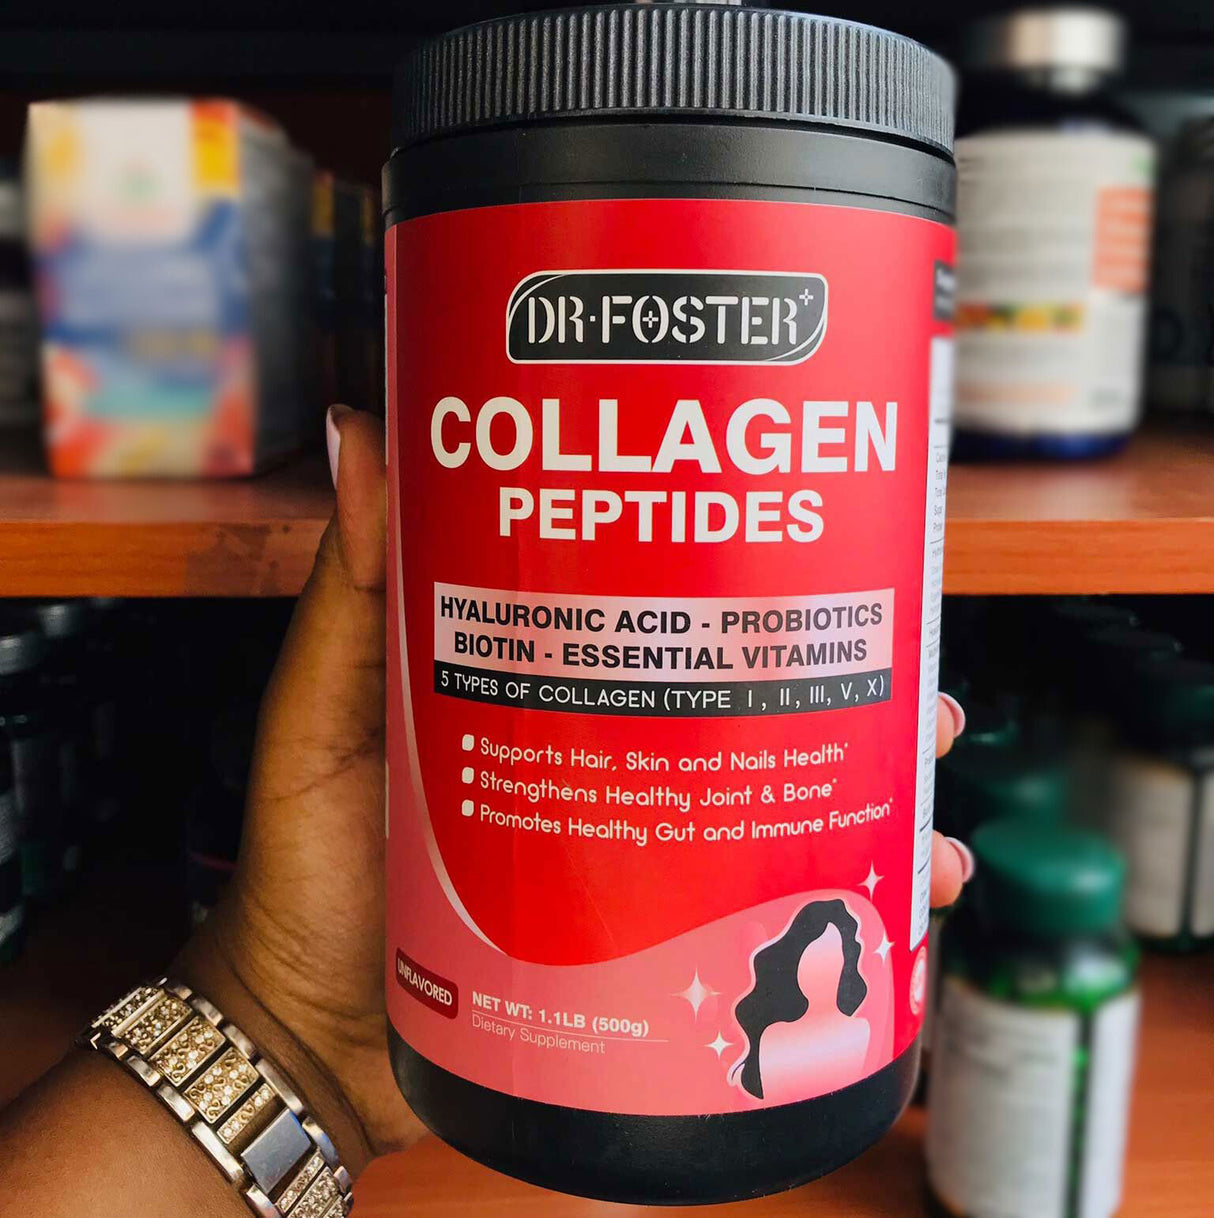 DR·FOSTER+
COLLAGEN
PEPTIDES
HYALURONIC ACID - PROBIOTICS
BIOTIN - ESSENTIAL VITAMINS
5 TYPES OF COLLAGEN (TYPE I, II, III, V, X)
Supports Hair, Skin and Nails Health*
Strengthens Healthy Joint & Bone*
Promotes Healthy Gut and Immune Function*
UNFLAVORED
NET WT: 1.1LB (500g)
Dietary Supplement